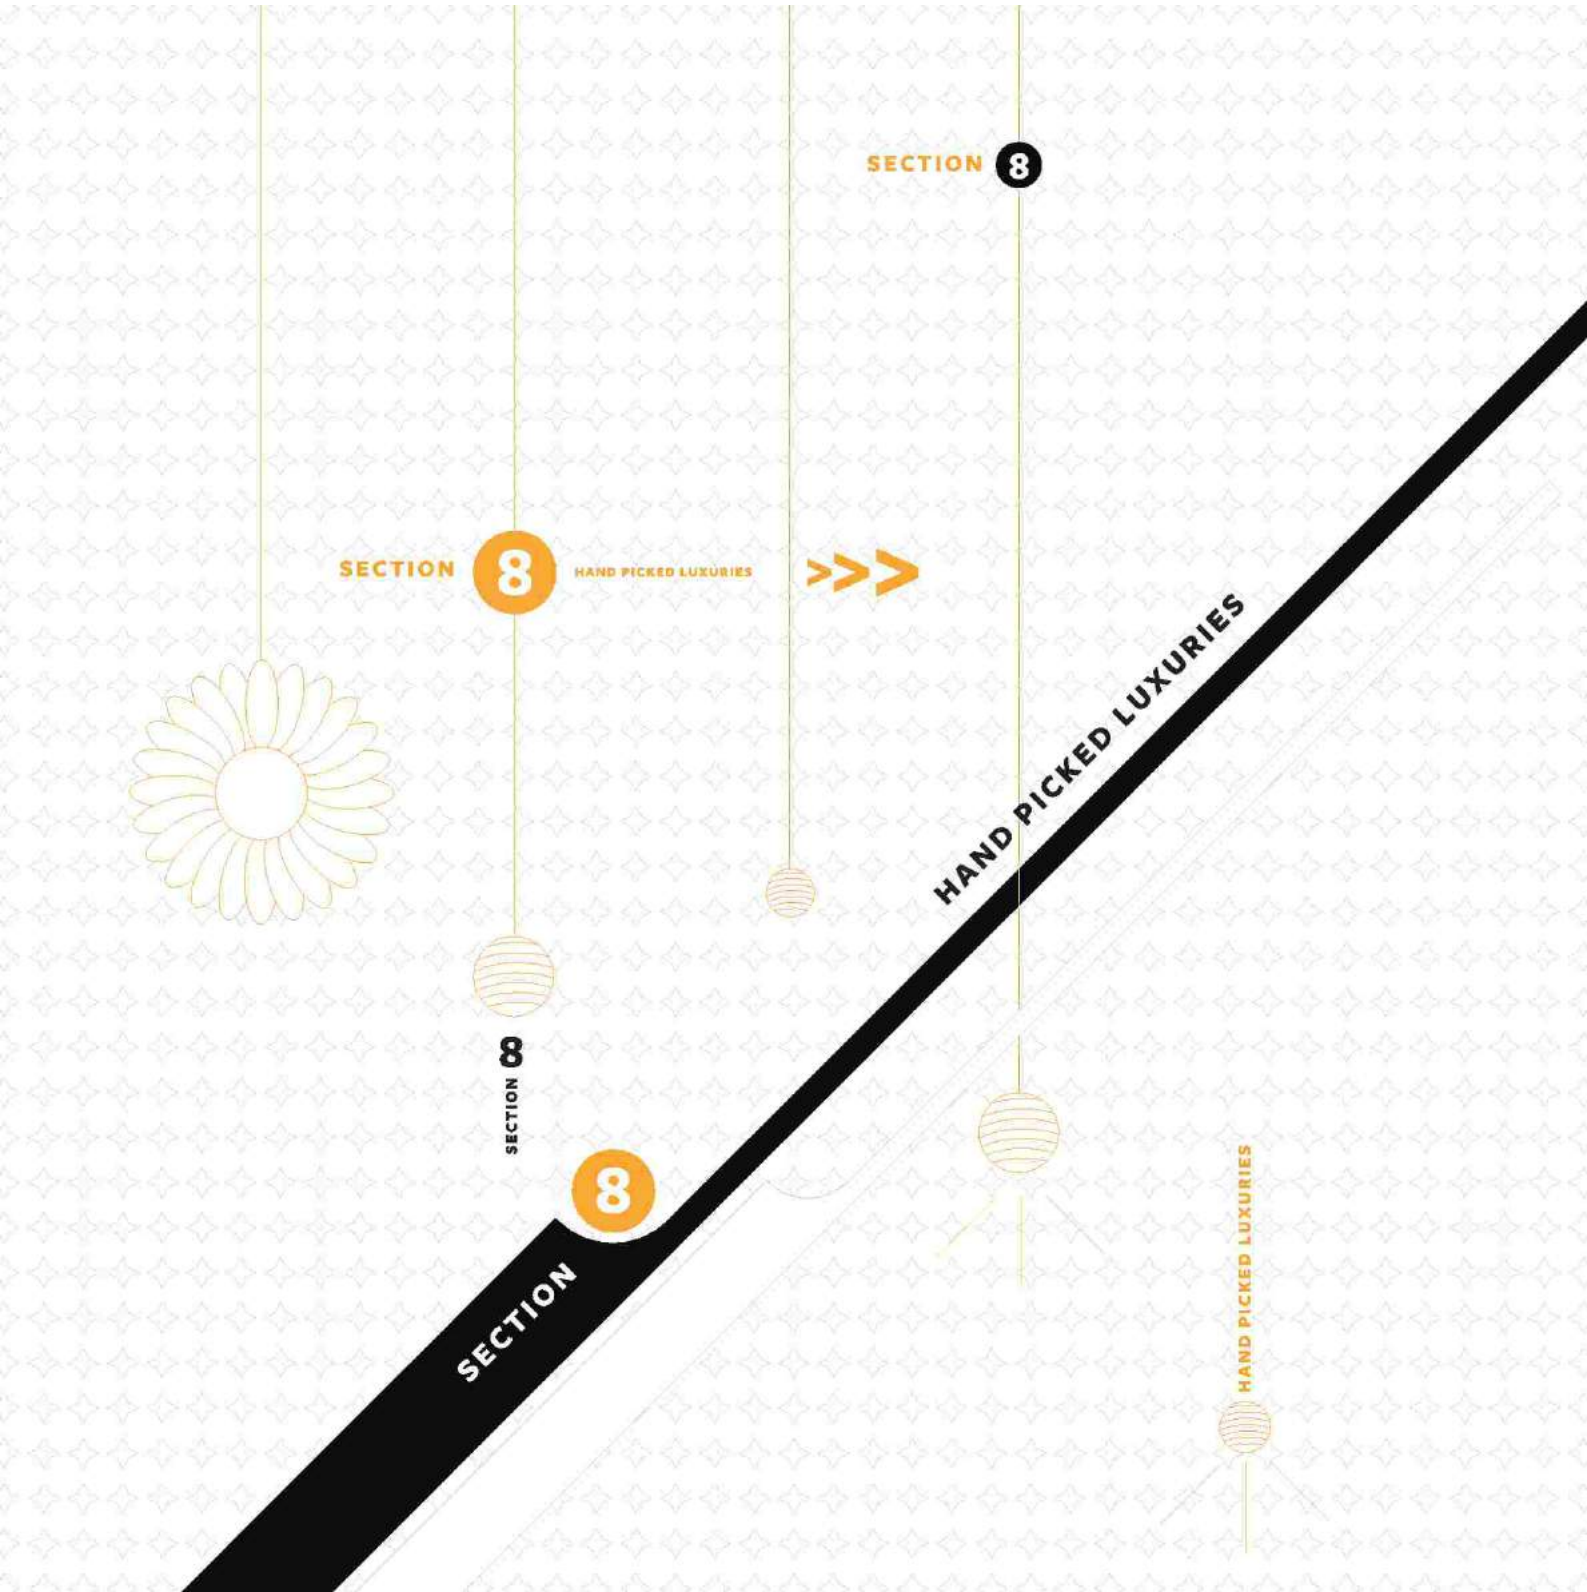 SECTION 8
SECTION 8 HAND PICKED LUXURIES >>>
HAND PICKED LUXURIES
SECTION 8
8
SECTION
HAND PICKED LUXURIES